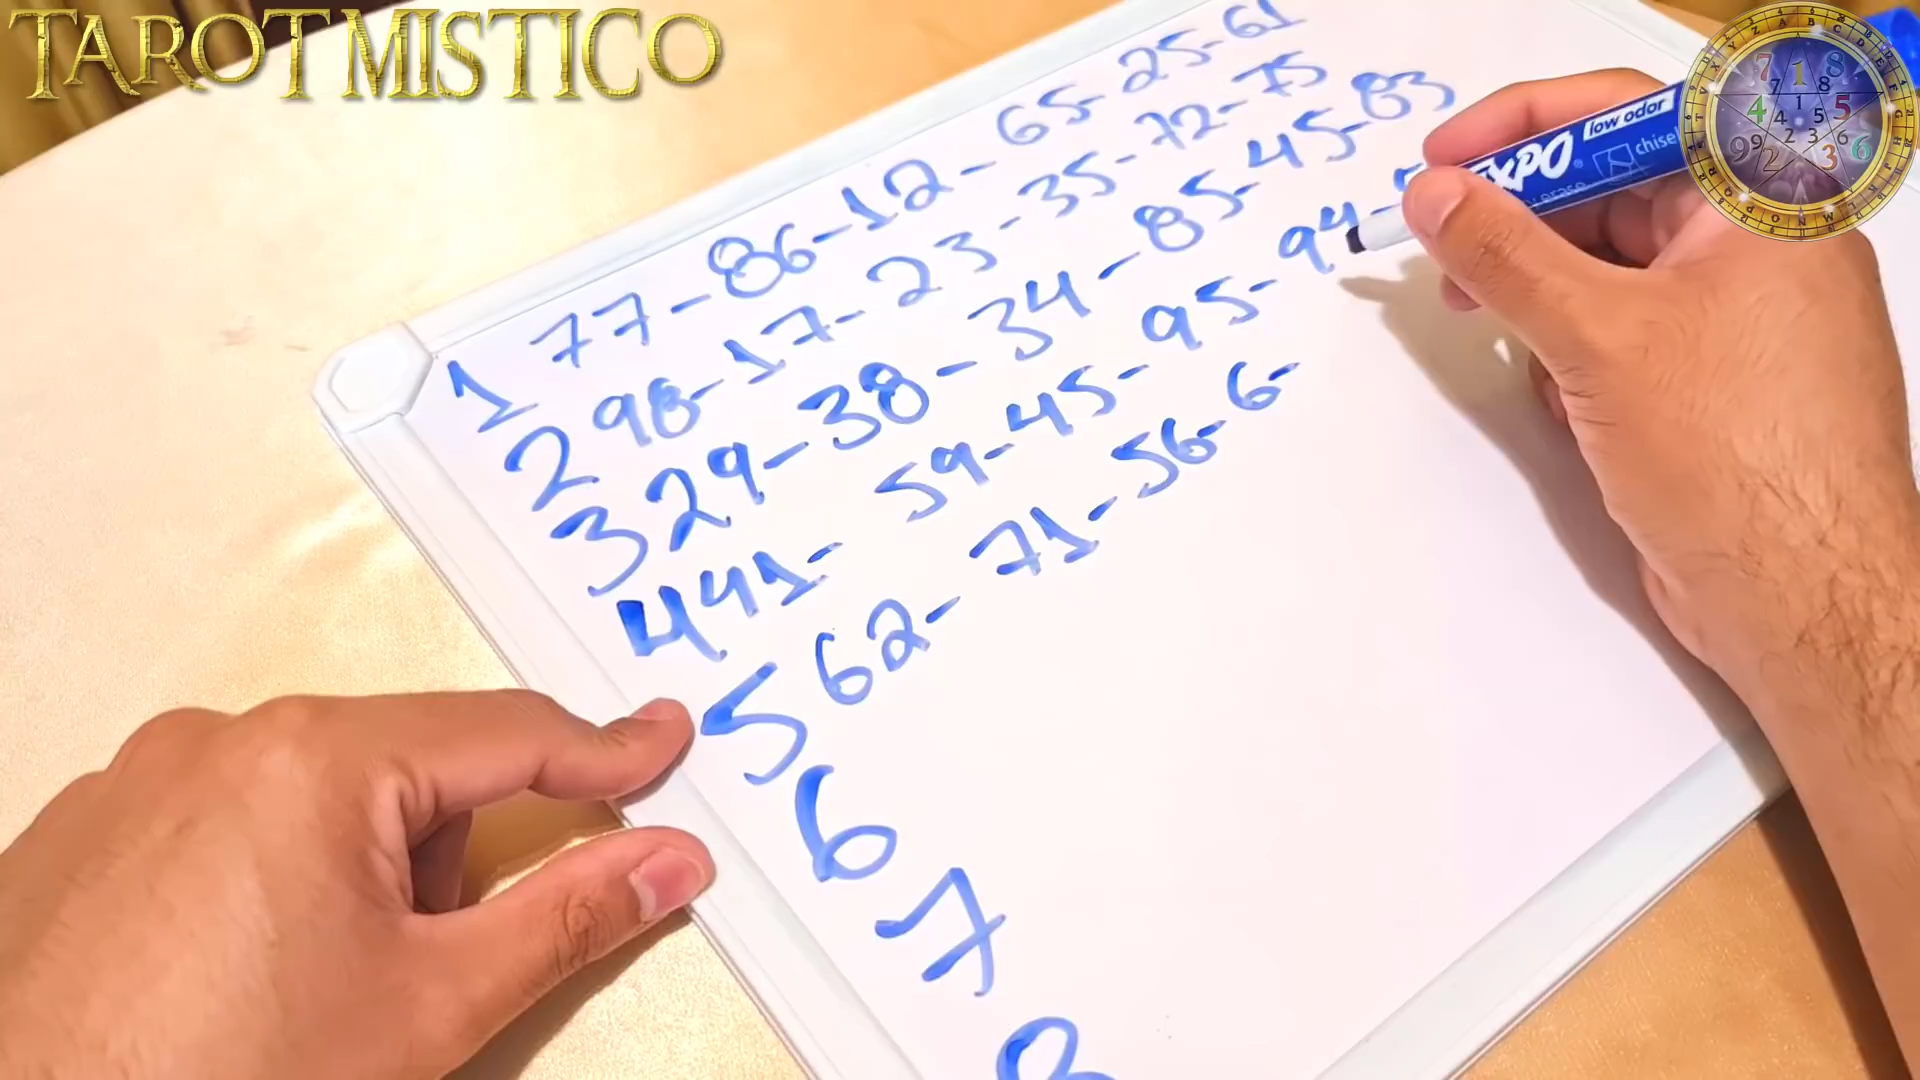 TAROT MISTICO
1 77-86-12-65-25-61
2 98-17-23-35-72-75
3 29-38-34-85-45-83
4 41-59-45-95-94-
5 62-71-56-6-
6
7
8
EXPO low odor
chisel